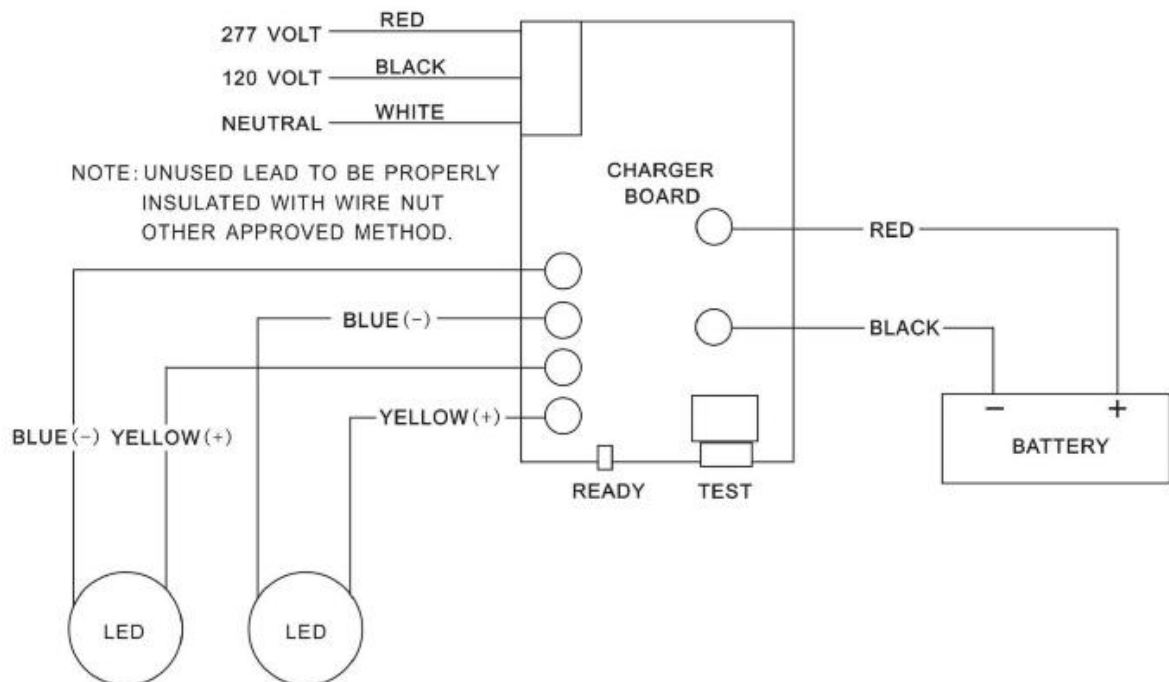 277 VOLT
RED
120 VOLT
BLACK
NEUTRAL
WHITE
NOTE: UNUSED LEAD TO BE PROPERLY
INSULATED WITH WIRE NUT
OTHER APPROVED METHOD.
CHARGER
BOARD
RED
BLUE (-)
BLACK
YELLOW (+)
BLUE (-) YELLOW (+)
- +
BATTERY
READY
TEST
LED
LED